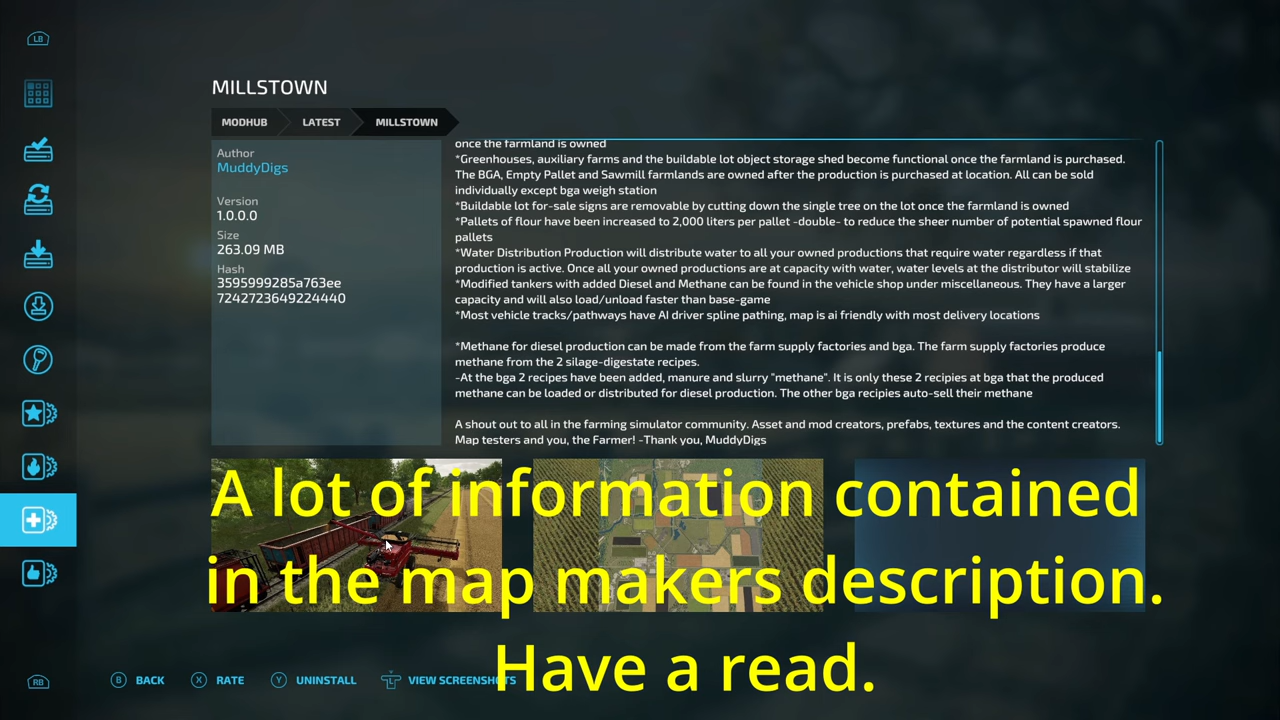 LB
MILLSTOWN
MODHUB LATEST MILLSTOWN
Author
MuddyDigs
Version
1.0.0.0
Size
263.09 MB
Hash
3595999285a763ee
7242723649224440
once the farmland is owned
*Greenhouses, auxiliary farms and the buildable lot object storage shed become functional once the farmland is purchased.
The BGA, Empty Pallet and Sawmill farmlands are owned after the production is purchased at location. All can be sold
individually except bga weigh station
*Buildable lot for-sale signs are removable by cutting down the single tree on the lot once the farmland is owned
*Pallets of flour have been increased to 2,000 liters per pallet -double- to reduce the sheer number of potential spawned flour
pallets
*Water Distribution Production will distribute water to all your owned productions that require water regardless if that
production is active. Once all your owned productions are at capacity with water, water levels at the distributor will stabilize
*Modified tankers with added Diesel and Methane can be found in the vehicle shop under miscellaneous. They have a larger
capacity and will also load/unload faster than base-game
*Most vehicle tracks/pathways have AI driver spline pathing, map is ai friendly with most delivery locations
*Methane for diesel production can be made from the farm supply factories and bga. The farm supply factories produce
methane from the 2 silage-digestate recipes.
-At the bga 2 recipes have been added, manure and slurry "methane". It is only these 2 recipies at bga that the produced
methane can be loaded or distributed for diesel production. The other bga recipies auto-sell their methane
A shout out to all in the farming simulator community. Asset and mod creators, prefabs, textures and the content creators.
Map testers and you, the Farmer! -Thank you, MuddyDigs
A lot of information contained
in the map makers description.
Have a read.
RB
B BACK X RATE Y UNINSTALL VIEW SCREENSHOTS